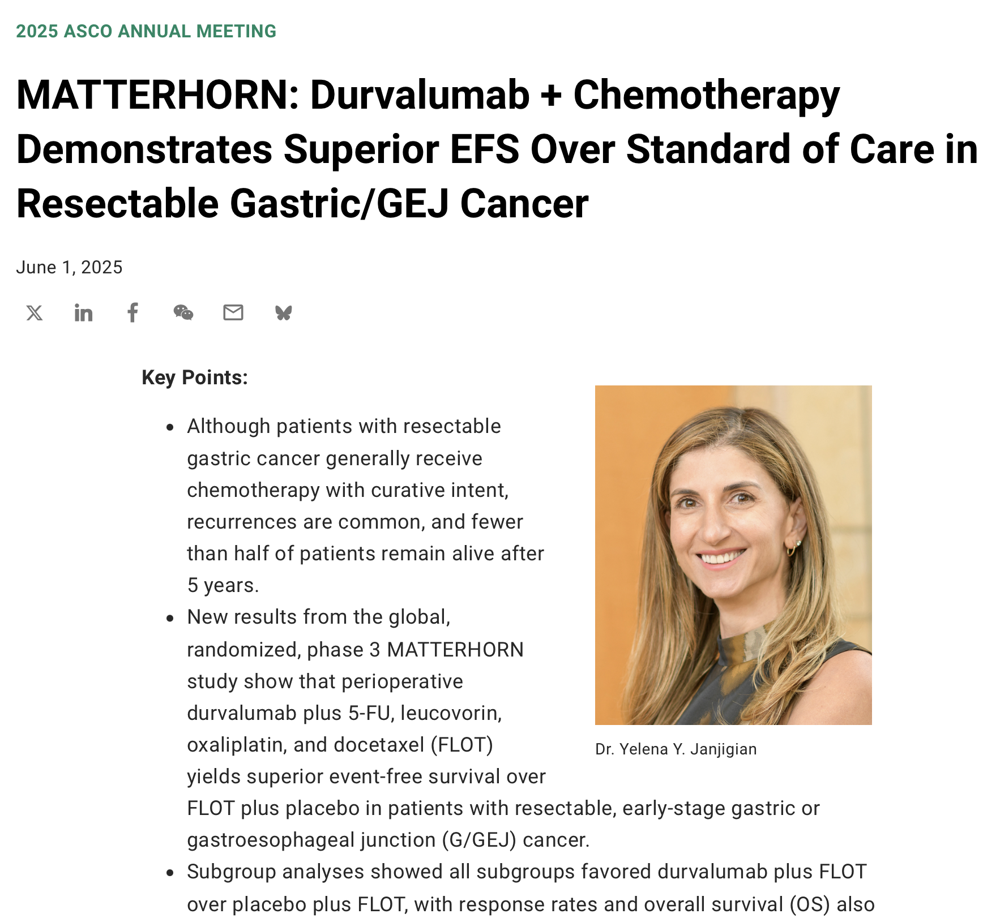 2025 ASCO ANNUAL MEETING
MATTERHORN: Durvalumab + Chemotherapy
Demonstrates Superior EFS Over Standard of Care in
Resectable Gastric/GEJ Cancer
June 1, 2025
Key Points:
Although patients with resectable
gastric cancer generally receive
chemotherapy with curative intent,
recurrences are common, and fewer
than half of patients remain alive after
5 years.
New results from the global,
randomized, phase 3 MATTERHORN
study show that perioperative
durvalumab plus 5-FU, leucovorin,
oxaliplatin, and docetaxel (FLOT)
yields superior event-free survival over
FLOT plus placebo in patients with resectable, early-stage gastric or
gastroesophageal junction (G/GEJ) cancer.
Subgroup analyses showed all subgroups favored durvalumab plus FLOT
over placebo plus FLOT, with response rates and overall survival (OS) also
Dr. Yelena Y. Janjigian